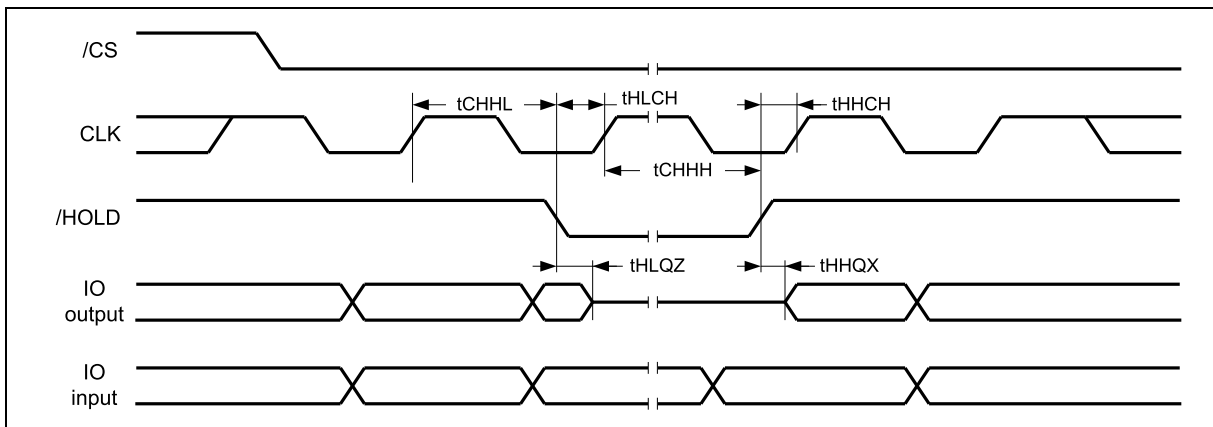 /CS
tCHHL
tHLCH
tHHCH
CLK
tCHHH
/HOLD
tHLQZ
tHHQX
IO
output
IO
input